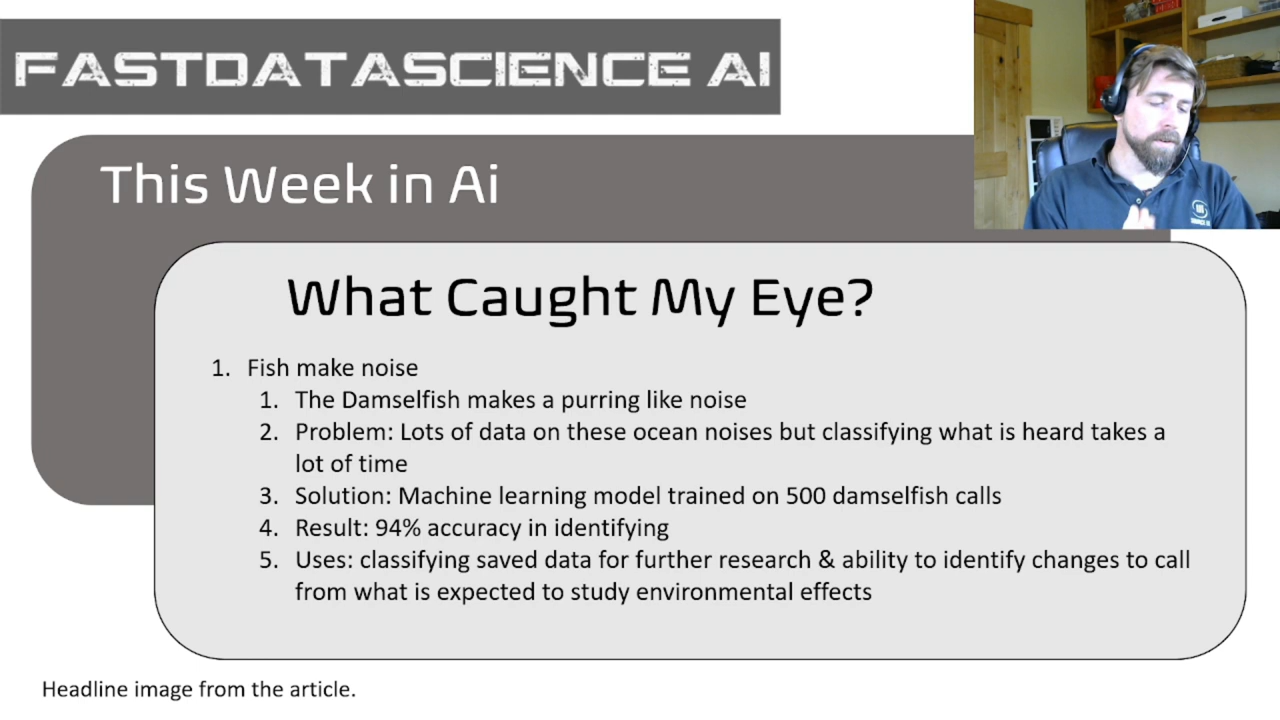 FASTDATASCIENCE AI
This Week in Ai
What Caught My Eye?
1. Fish make noise
1. The Damselfish makes a purring like noise
2. Problem: Lots of data on these ocean noises but classifying what is heard takes a
lot of time
3. Solution: Machine learning model trained on 500 damselfish calls
4. Result: 94% accuracy in identifying
5. Uses: classifying saved data for further research & ability to identify changes to call
from what is expected to study environmental effects
Headline image from the article.